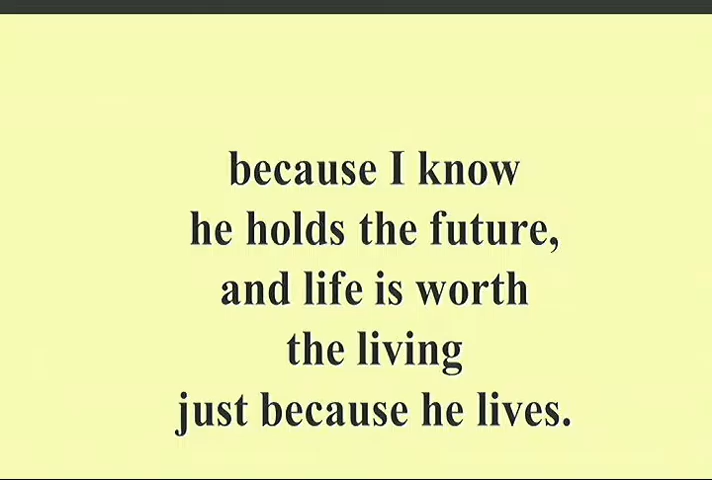 because I know
he holds the future,
and life is worth
the living
just because he lives.